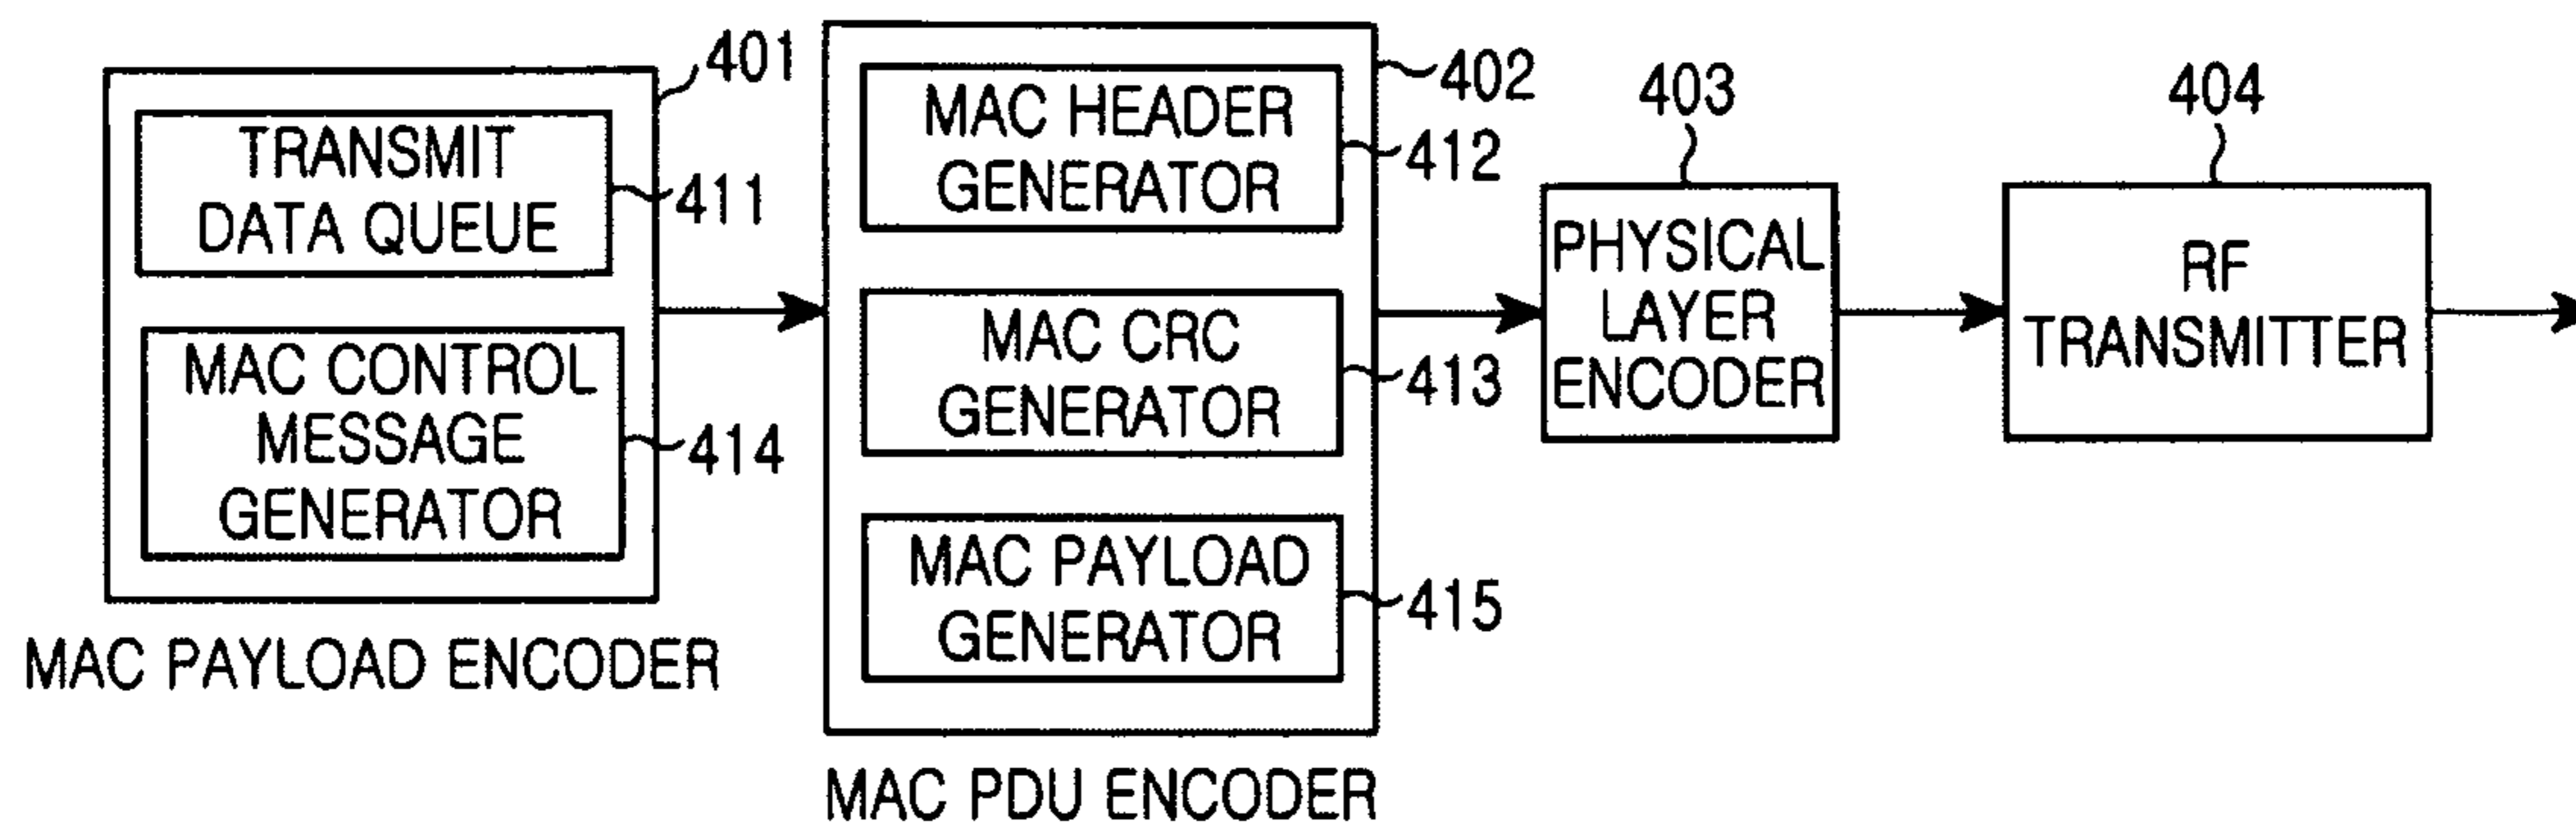 401
TRANSMIT
DATA QUEUE
411
MAC CONTROL
MESSAGE
GENERATOR
414
MAC PAYLOAD ENCODER
402
MAC HEADER
GENERATOR
412
MAC CRC
GENERATOR
413
MAC PAYLOAD
GENERATOR
415
MAC PDU ENCODER
403
PHYSICAL
LAYER
ENCODER
404
RF
TRANSMITTER